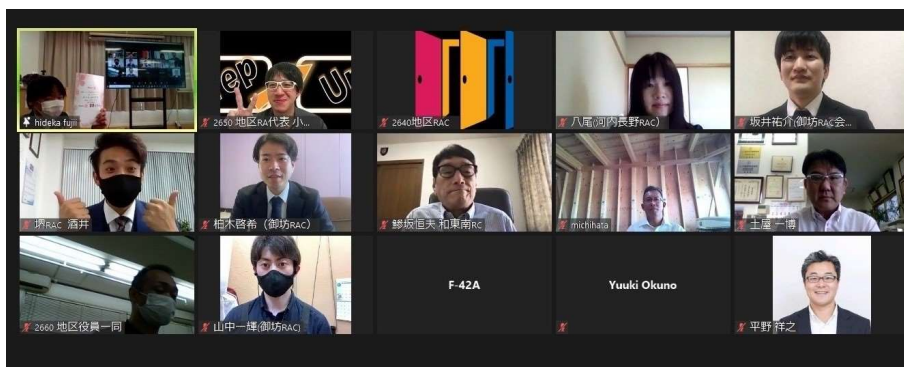 hideka fujii
Step Up
2650 地区RA代表 小...
2640地区RAC
八尾(河内長野RAC)
坂井祐介(御坊RAC会...
堺RAC 酒井
柏木啓希（御坊RAC）
鯵坂恒夫 和東南RC
michihata
土屋 一博
2660 地区役員一同
山中一輝(御坊RAC)
F-42A
Yuuki Okuno
平野 祥之